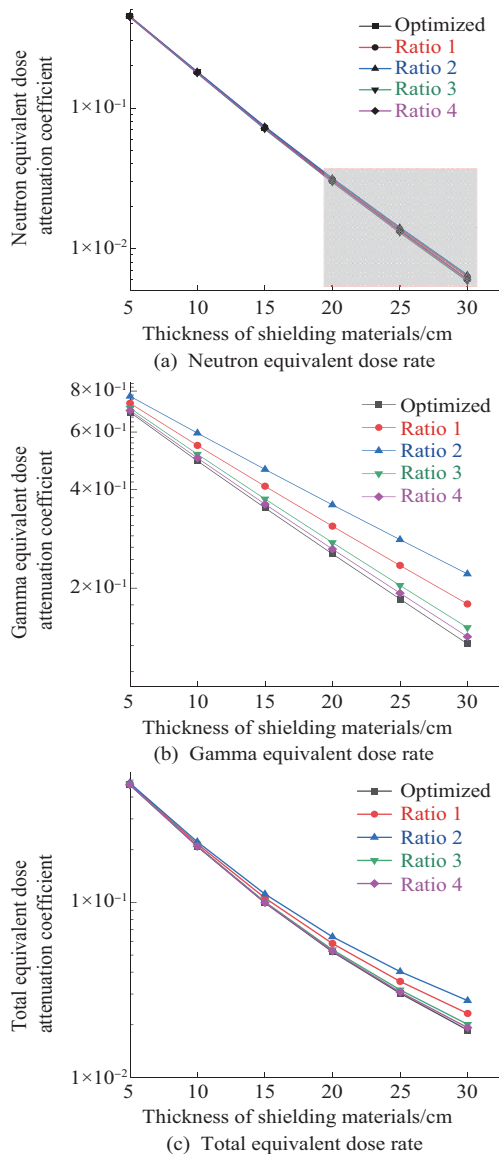 Optimized
Ratio 1
Ratio 2
Ratio 3
Ratio 4
1×10⁻¹
1×10⁻²
Neutron equivalent dose
attenuation coefficient
5 10 15 20 25 30
Thickness of shielding materials/cm
(a) Neutron equivalent dose rate
8×10⁻¹
6×10⁻¹
4×10⁻¹
2×10⁻¹
Gamma equivalent dose
attenuation coefficient
Optimized
Ratio 1
Ratio 2
Ratio 3
Ratio 4
5 10 15 20 25 30
Thickness of shielding materials/cm
(b) Gamma equivalent dose rate
Optimized
Ratio 1
Ratio 2
Ratio 3
Ratio 4
1×10⁻¹
1×10⁻²
Total equivalent dose
attenuation coefficient
5 10 15 20 25 30
Thickness of shielding materials/cm
(c) Total equivalent dose rate